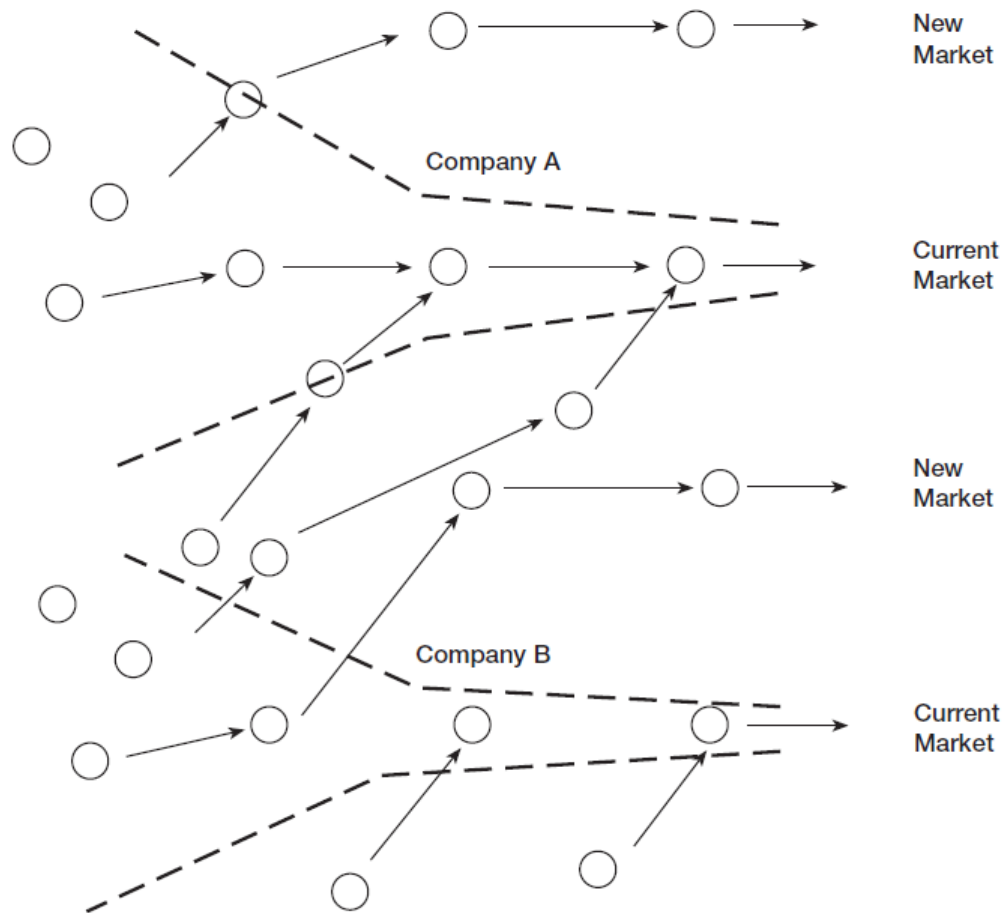 New
Market
Company A
Current
Market
New
Market
Company B
Current
Market